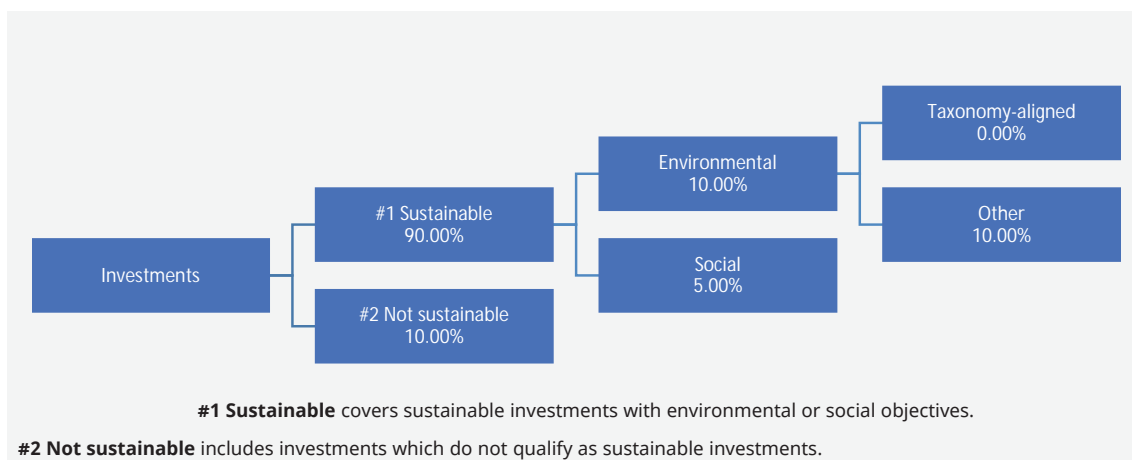 Investments
#1 Sustainable
90.00%
#2 Not sustainable
10.00%
Environmental
10.00%
Social
5.00%
Taxonomy-aligned
0.00%
Other
10.00%
#1 Sustainable covers sustainable investments with environmental or social objectives.
#2 Not sustainable includes investments which do not qualify as sustainable investments.